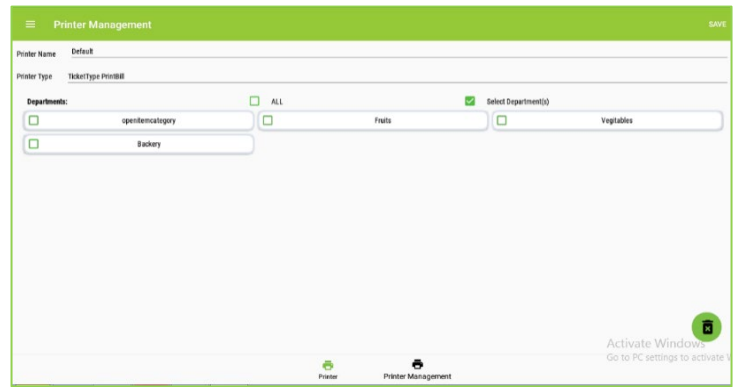 Printer Management SAVE
Printer Name Default
Printer Type TicketType PrintBill
Departments: ALL Select Department(s)
openitemcategory Fruits Vegitables
Backery
Activate Windows
Go to PC settings to activate W
Printer Printer Management